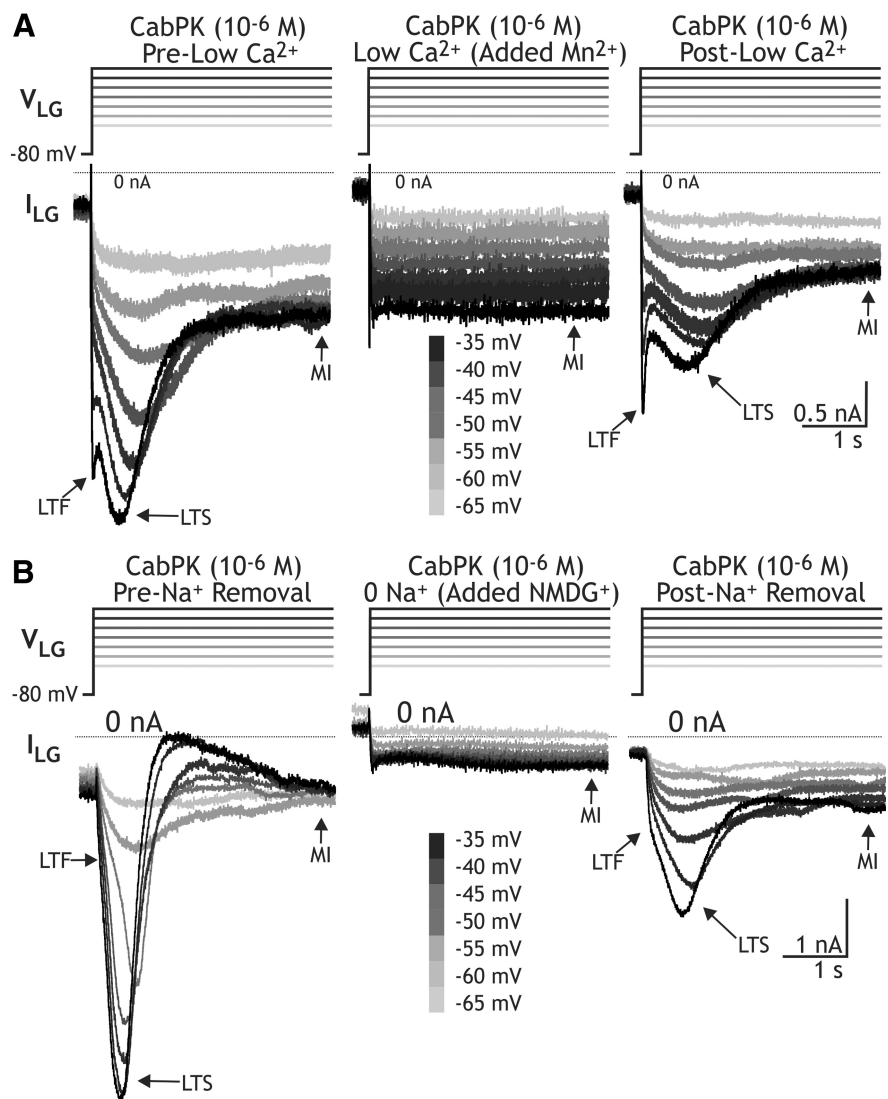 A
CabPK (10-6 M)
Pre-Low Ca2+
CabPK (10-6 M)
Low Ca2+ (Added Mn2+)
CabPK (10-6 M)
Post-Low Ca2+
VLG
-80 mV
0 nA
0 nA
0 nA
ILG
MI
MI
MI
-35 mV
-40 mV
-45 mV
-50 mV
-55 mV
-60 mV
-65 mV
LTF
LTS
LTF
LTS
0.5 nA
1 s
B
CabPK (10-6 M)
Pre-Na+ Removal
CabPK (10-6 M)
0 Na+ (Added NMDG+)
CabPK (10-6 M)
Post-Na+ Removal
VLG
-80 mV
0 nA
0 nA
0 nA
ILG
LTF
MI
MI
LTF
MI
-35 mV
-40 mV
-45 mV
-50 mV
-55 mV
-60 mV
-65 mV
LTS
LTS
1 nA
1 s